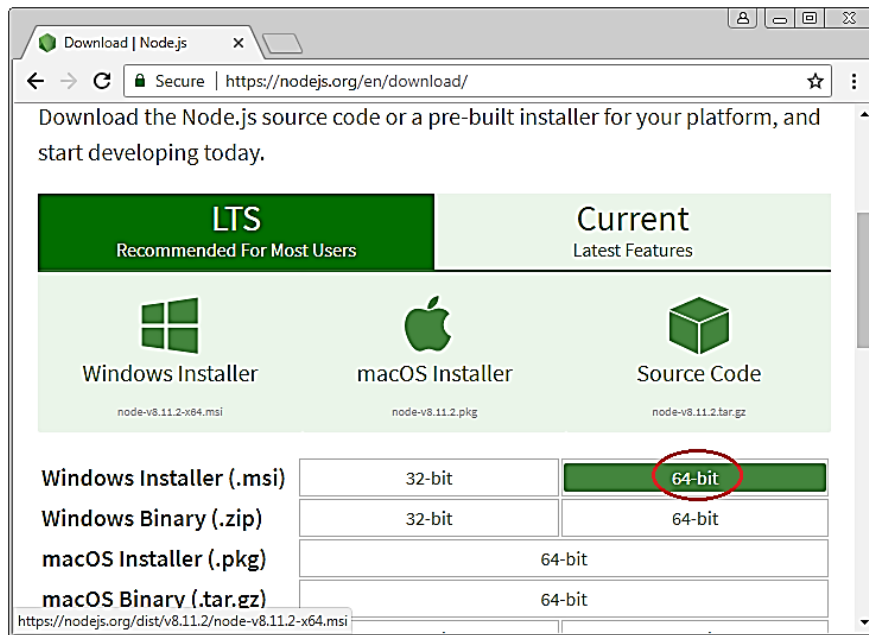 Download | Node.js
Secure
https://nodejs.org/en/download/
Download the Node.js source code or a pre-built installer for your platform, and
start developing today.
LTS
Recommended For Most Users
Current
Latest Features
Windows Installer
macOS Installer
Source Code
node-v8.11.2-x64.msi
node-v8.11.2.pkg
node-v8.11.2.tar.gz
Windows Installer (.msi) 32-bit 64-bit
Windows Binary (.zip) 32-bit 64-bit
macOS Installer (.pkg) 64-bit
macOS Binary (.tar.gz) 64-bit
https://nodejs.org/dist/v8.11.2/node-v8.11.2-x64.msi